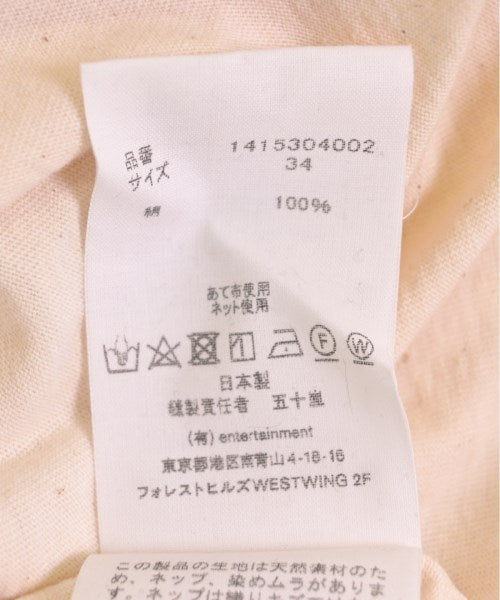 品番 1415304002
サイズ 34
綿 100%
あて布使用
ネット使用
F W
日本製
縫製責任者 五十嵐
(有) entertainment
東京都港区南青山4-18-16
フォレストヒルズWESTWING 2F
この製品の生地は天然素材のた
め、ネップ、染めムラがありま
す。ネップは織りキズで